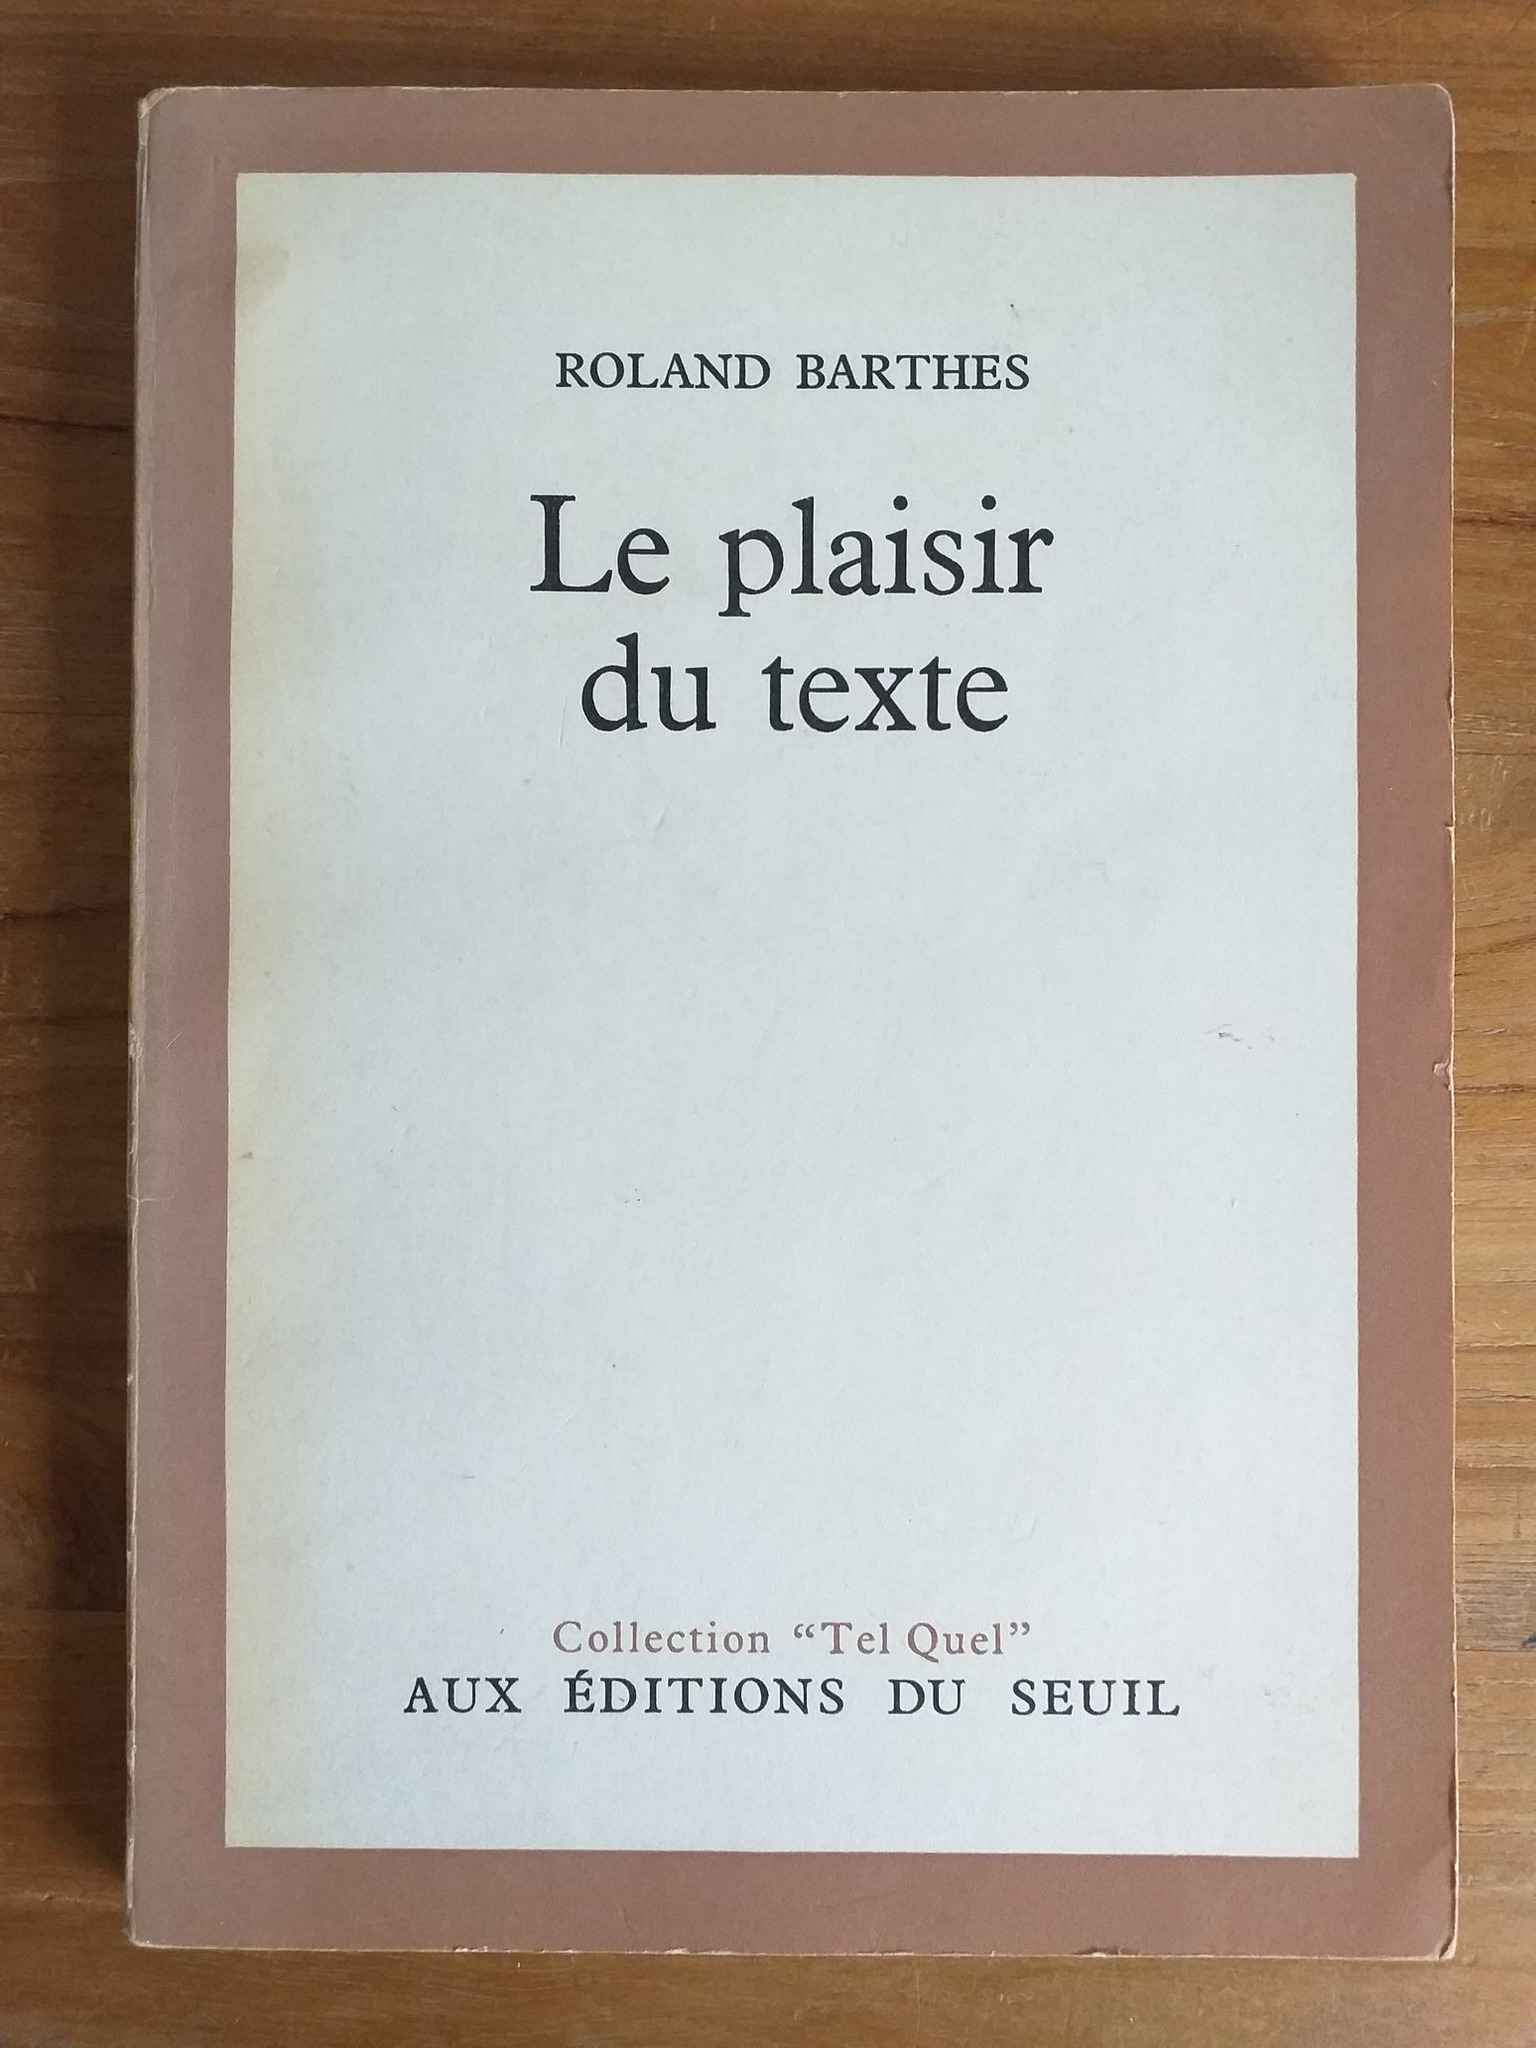 ROLAND BARTHES
Le plaisir
du texte
Collection “Tel Quel”
AUX ÉDITIONS DU SEUIL